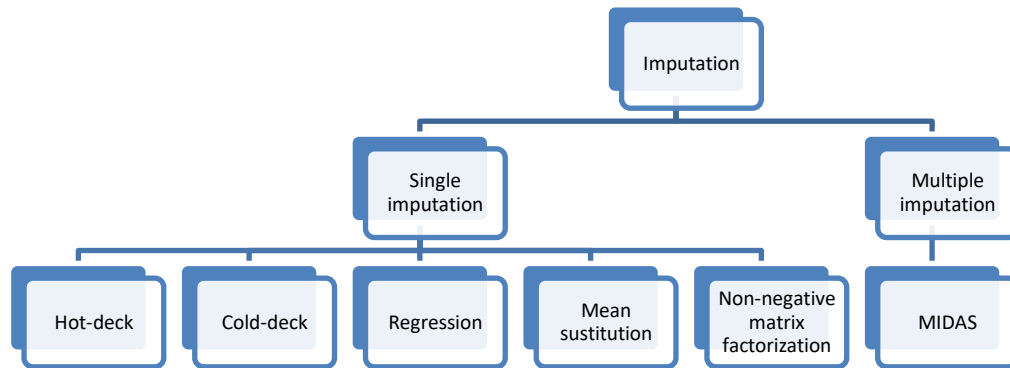 Imputation
Single
imputation
Multiple
imputation
Hot-deck
Cold-deck
Regression
Mean
sustitution
Non-negative
matrix
factorization
MIDAS